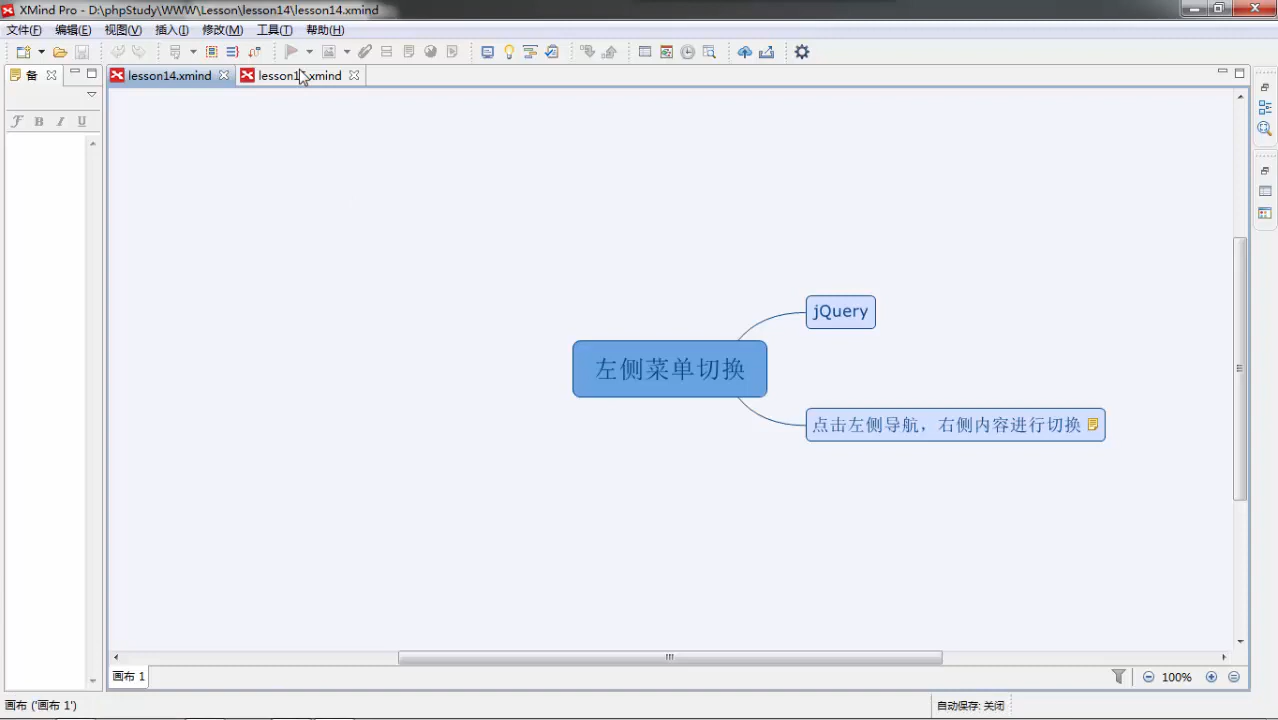 XMind Pro - D:\phpStudy\WWW\Lesson\lesson14\lesson14.xmind
文件(F) 编辑(E) 视图(V) 插入(I) 修改(M) 工具(T) 帮助(H)
备 lesson14.xmind
F B I U
jQuery
左侧菜单切换
点击左侧导航，右侧内容进行切换
画布 1 100%
画布 ('画布 1') 自动保存: 关闭